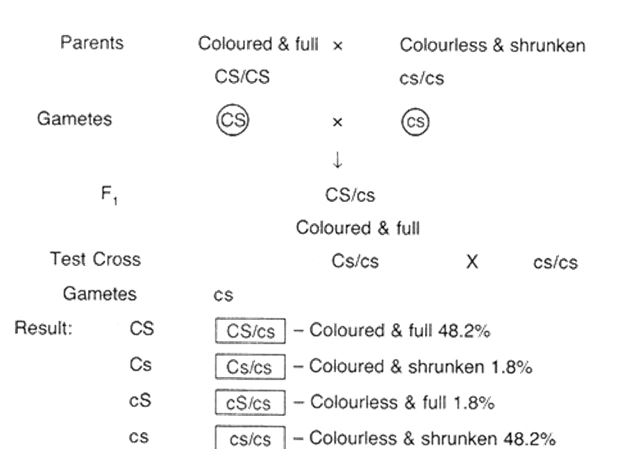 Parents Coloured & full × Colourless & shrunken
CS/CS cs/cs
Gametes CS × cs
↓
F₁ CS/cs
Coloured & full
Test Cross Cs/cs X cs/cs
Gametes cs
Result: CS CS/cs – Coloured & full 48.2%
Cs Cs/cs – Coloured & shrunken 1.8%
cS cS/cs – Colourless & full 1.8%
cs cs/cs – Colourless & shrunken 48.2%